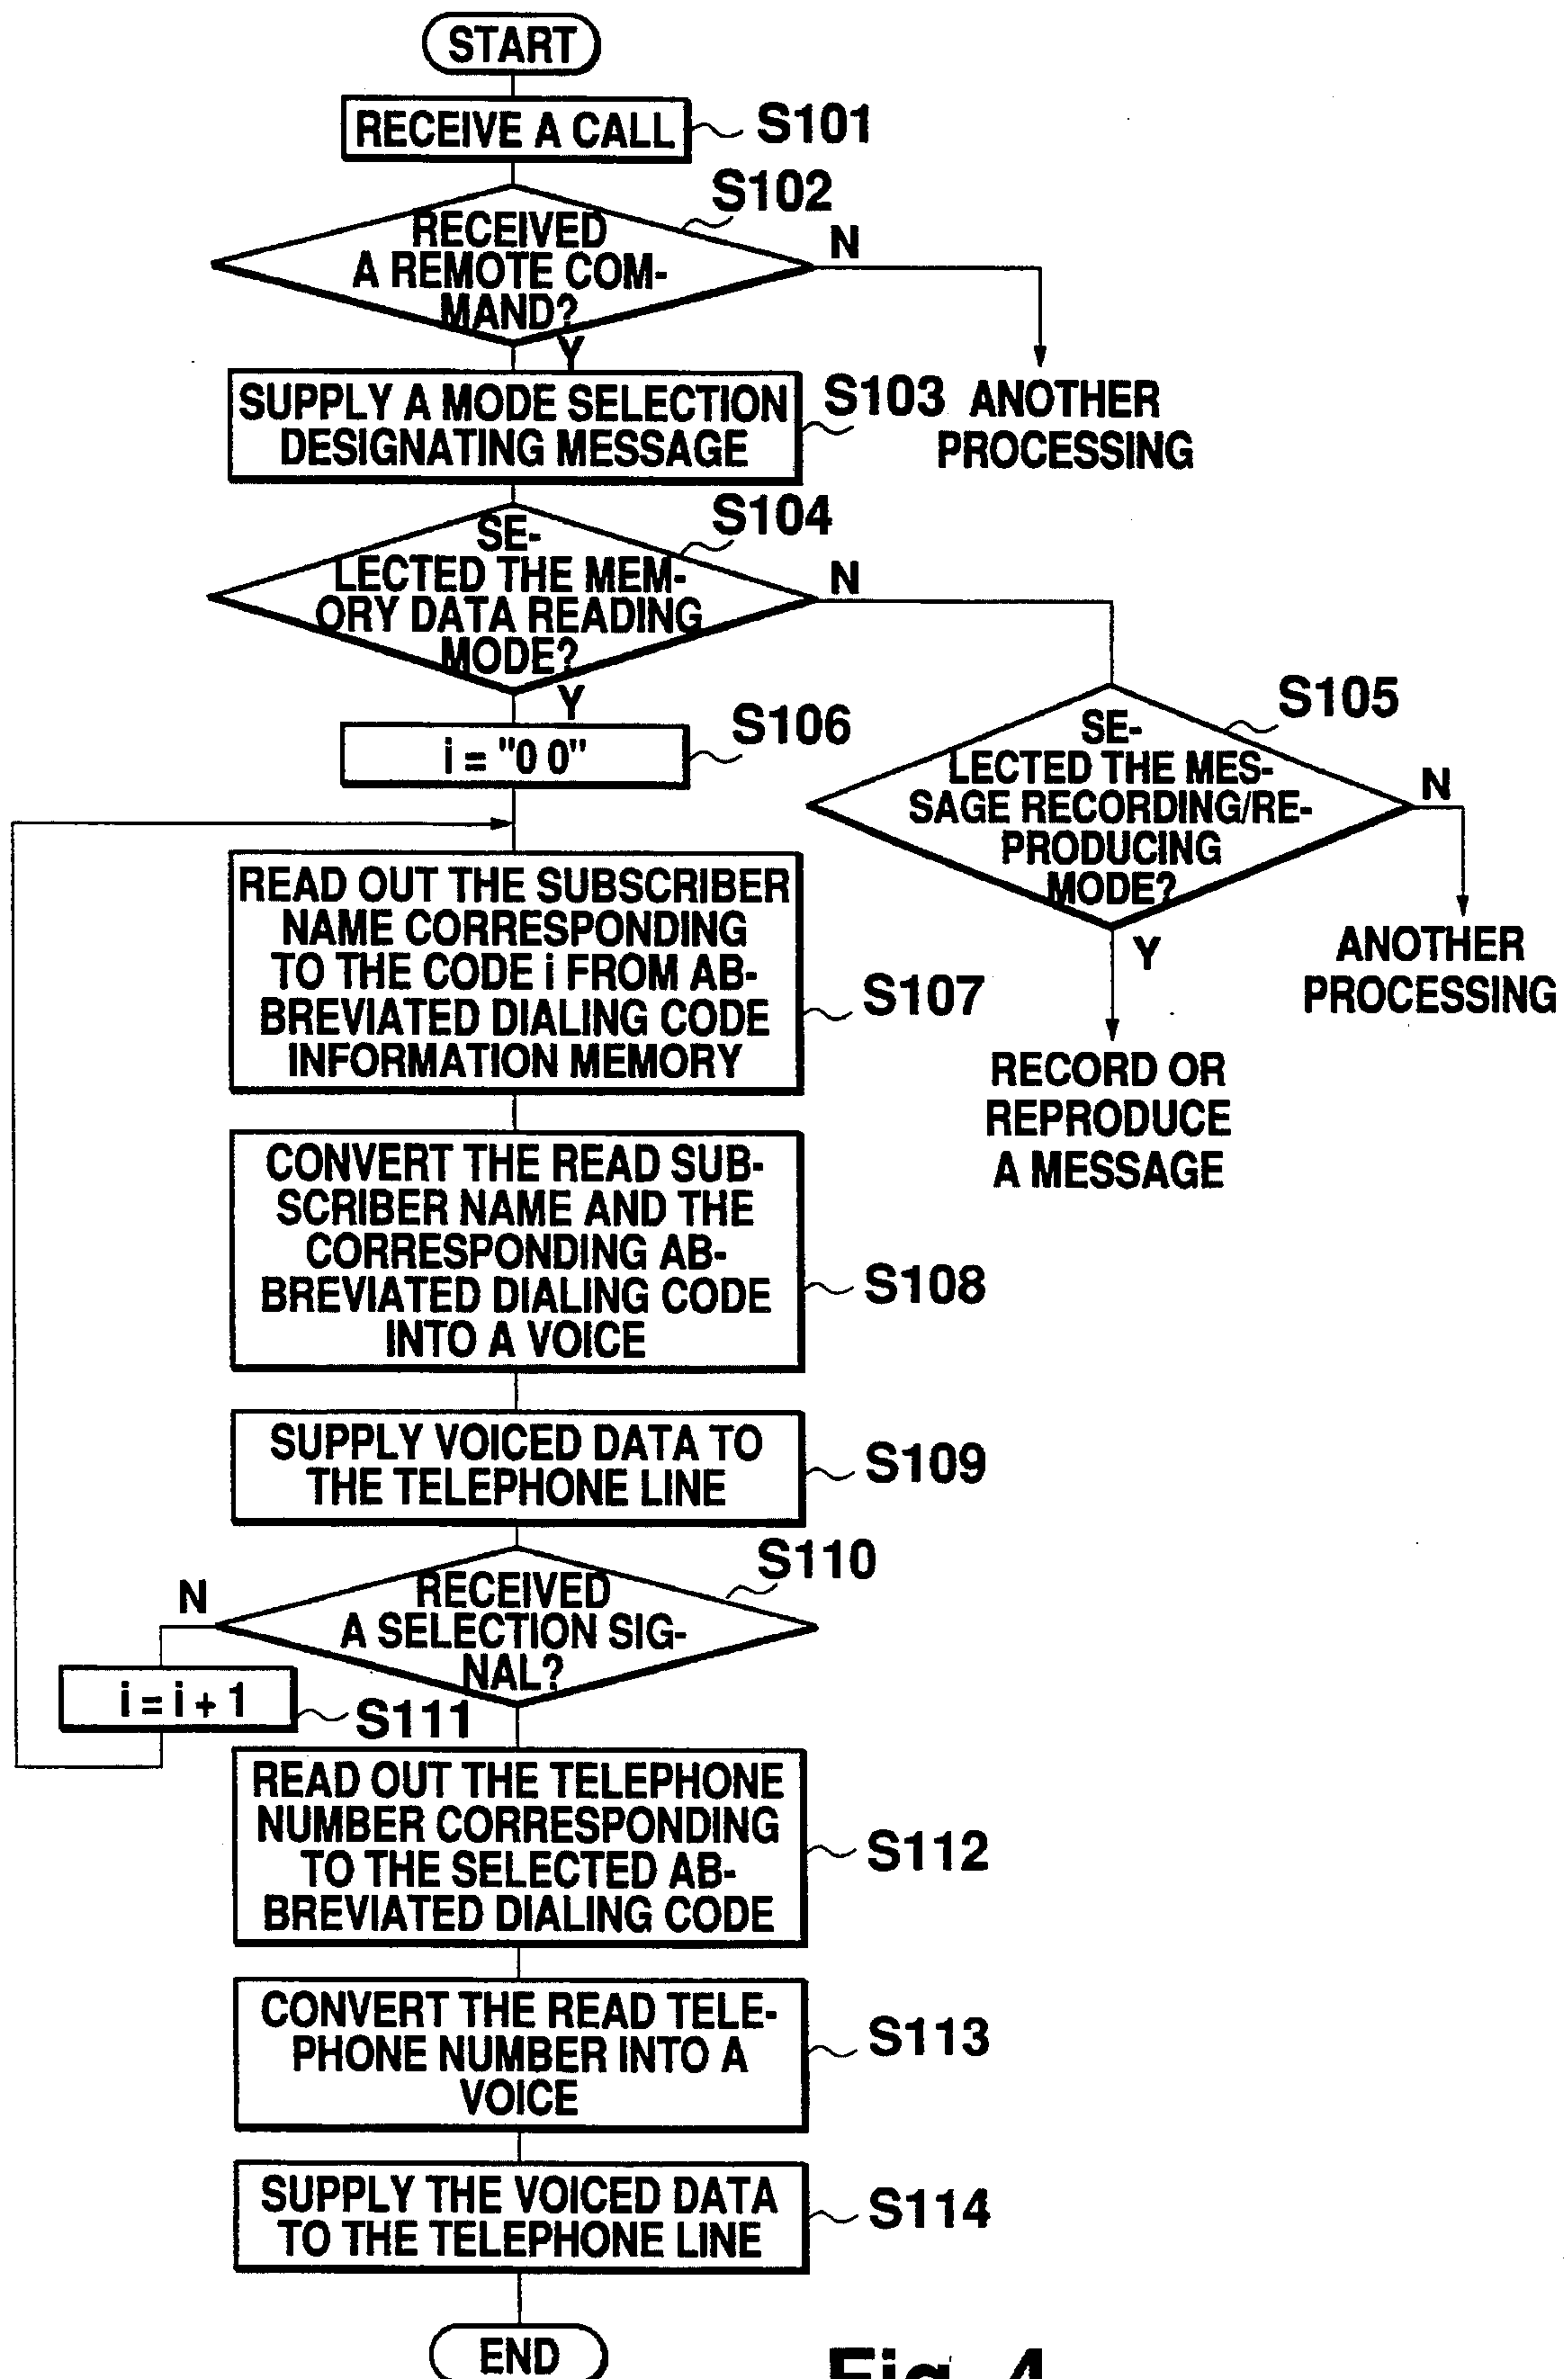 START
RECEIVE A CALL
S101
S102
RECEIVED
A REMOTE COM-
MAND?
N
Y
SUPPLY A MODE SELECTION
DESIGNATING MESSAGE
S103
ANOTHER
PROCESSING
S104
SE-
LECTED THE MEM-
ORY DATA READING
MODE?
N
Y
S105
SE-
LECTED THE MES-
SAGE RECORDING/RE-
PRODUCING
MODE?
N
Y
ANOTHER
PROCESSING
RECORD OR
REPRODUCE
A MESSAGE
i = "0 0"
S106
READ OUT THE SUBSCRIBER
NAME CORRESPONDING
TO THE CODE i FROM AB-
BREVIATED DIALING CODE
INFORMATION MEMORY
S107
CONVERT THE READ SUB-
SCRIBER NAME AND THE
CORRESPONDING AB-
BREVIATED DIALING CODE
INTO A VOICE
S108
SUPPLY VOICED DATA TO
THE TELEPHONE LINE
S109
S110
RECEIVED
A SELECTION SIG-
NAL?
N
i = i + 1
S111
READ OUT THE TELEPHONE
NUMBER CORRESPONDING
TO THE SELECTED AB-
BREVIATED DIALING CODE
S112
CONVERT THE READ TELE-
PHONE NUMBER INTO A
VOICE
S113
SUPPLY THE VOICED DATA
TO THE TELEPHONE LINE
S114
END
Fig. 4